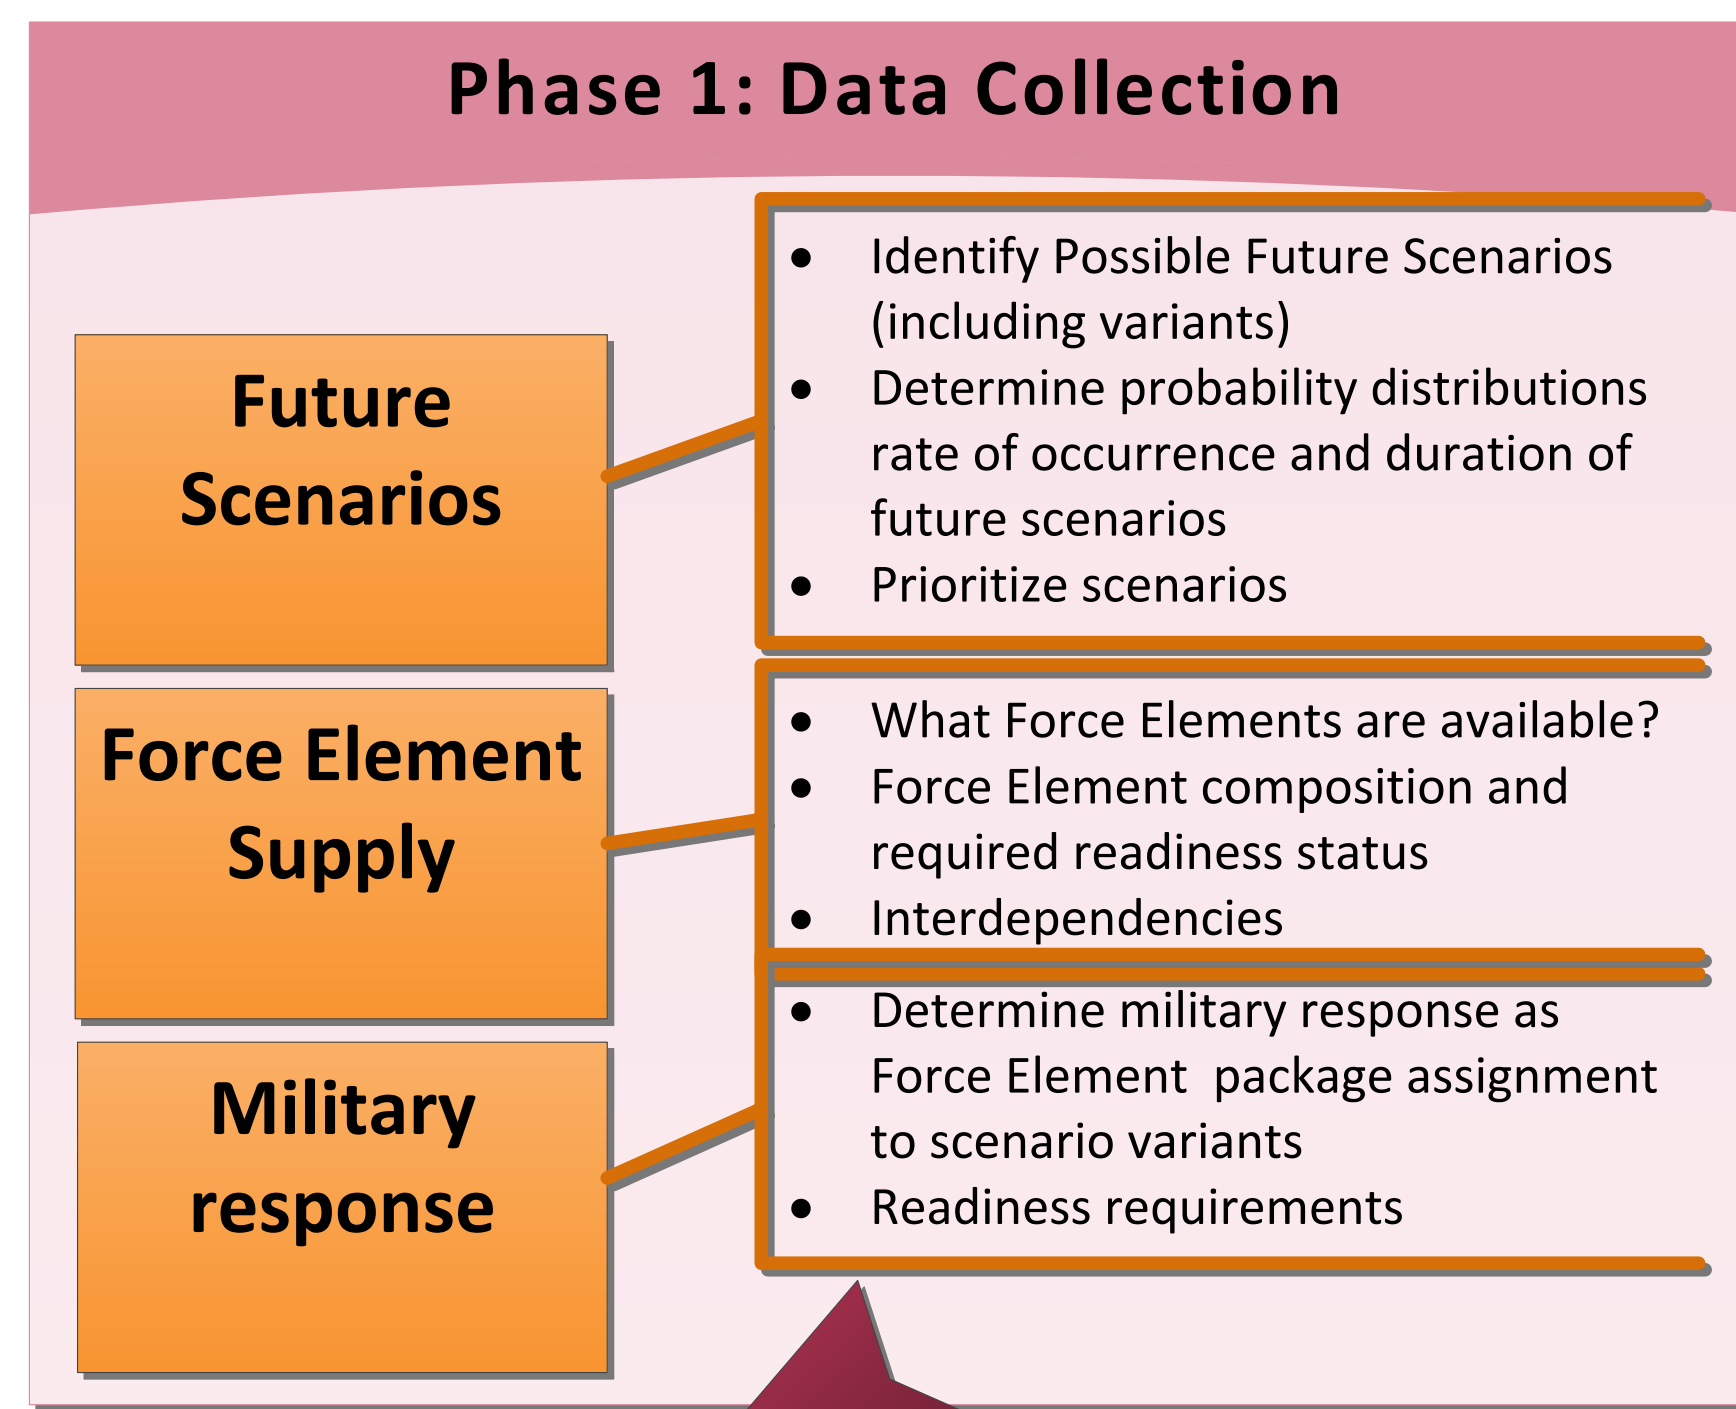 Phase 1: Data Collection
Future
Scenarios
• Identify Possible Future Scenarios
(including variants)
• Determine probability distributions
rate of occurrence and duration of
future scenarios
• Prioritize scenarios
Force Element
Supply
• What Force Elements are available?
• Force Element composition and
required readiness status
• Interdependencies
Military
response
• Determine military response as
Force Element  package assignment
to scenario variants
• Readiness requirements